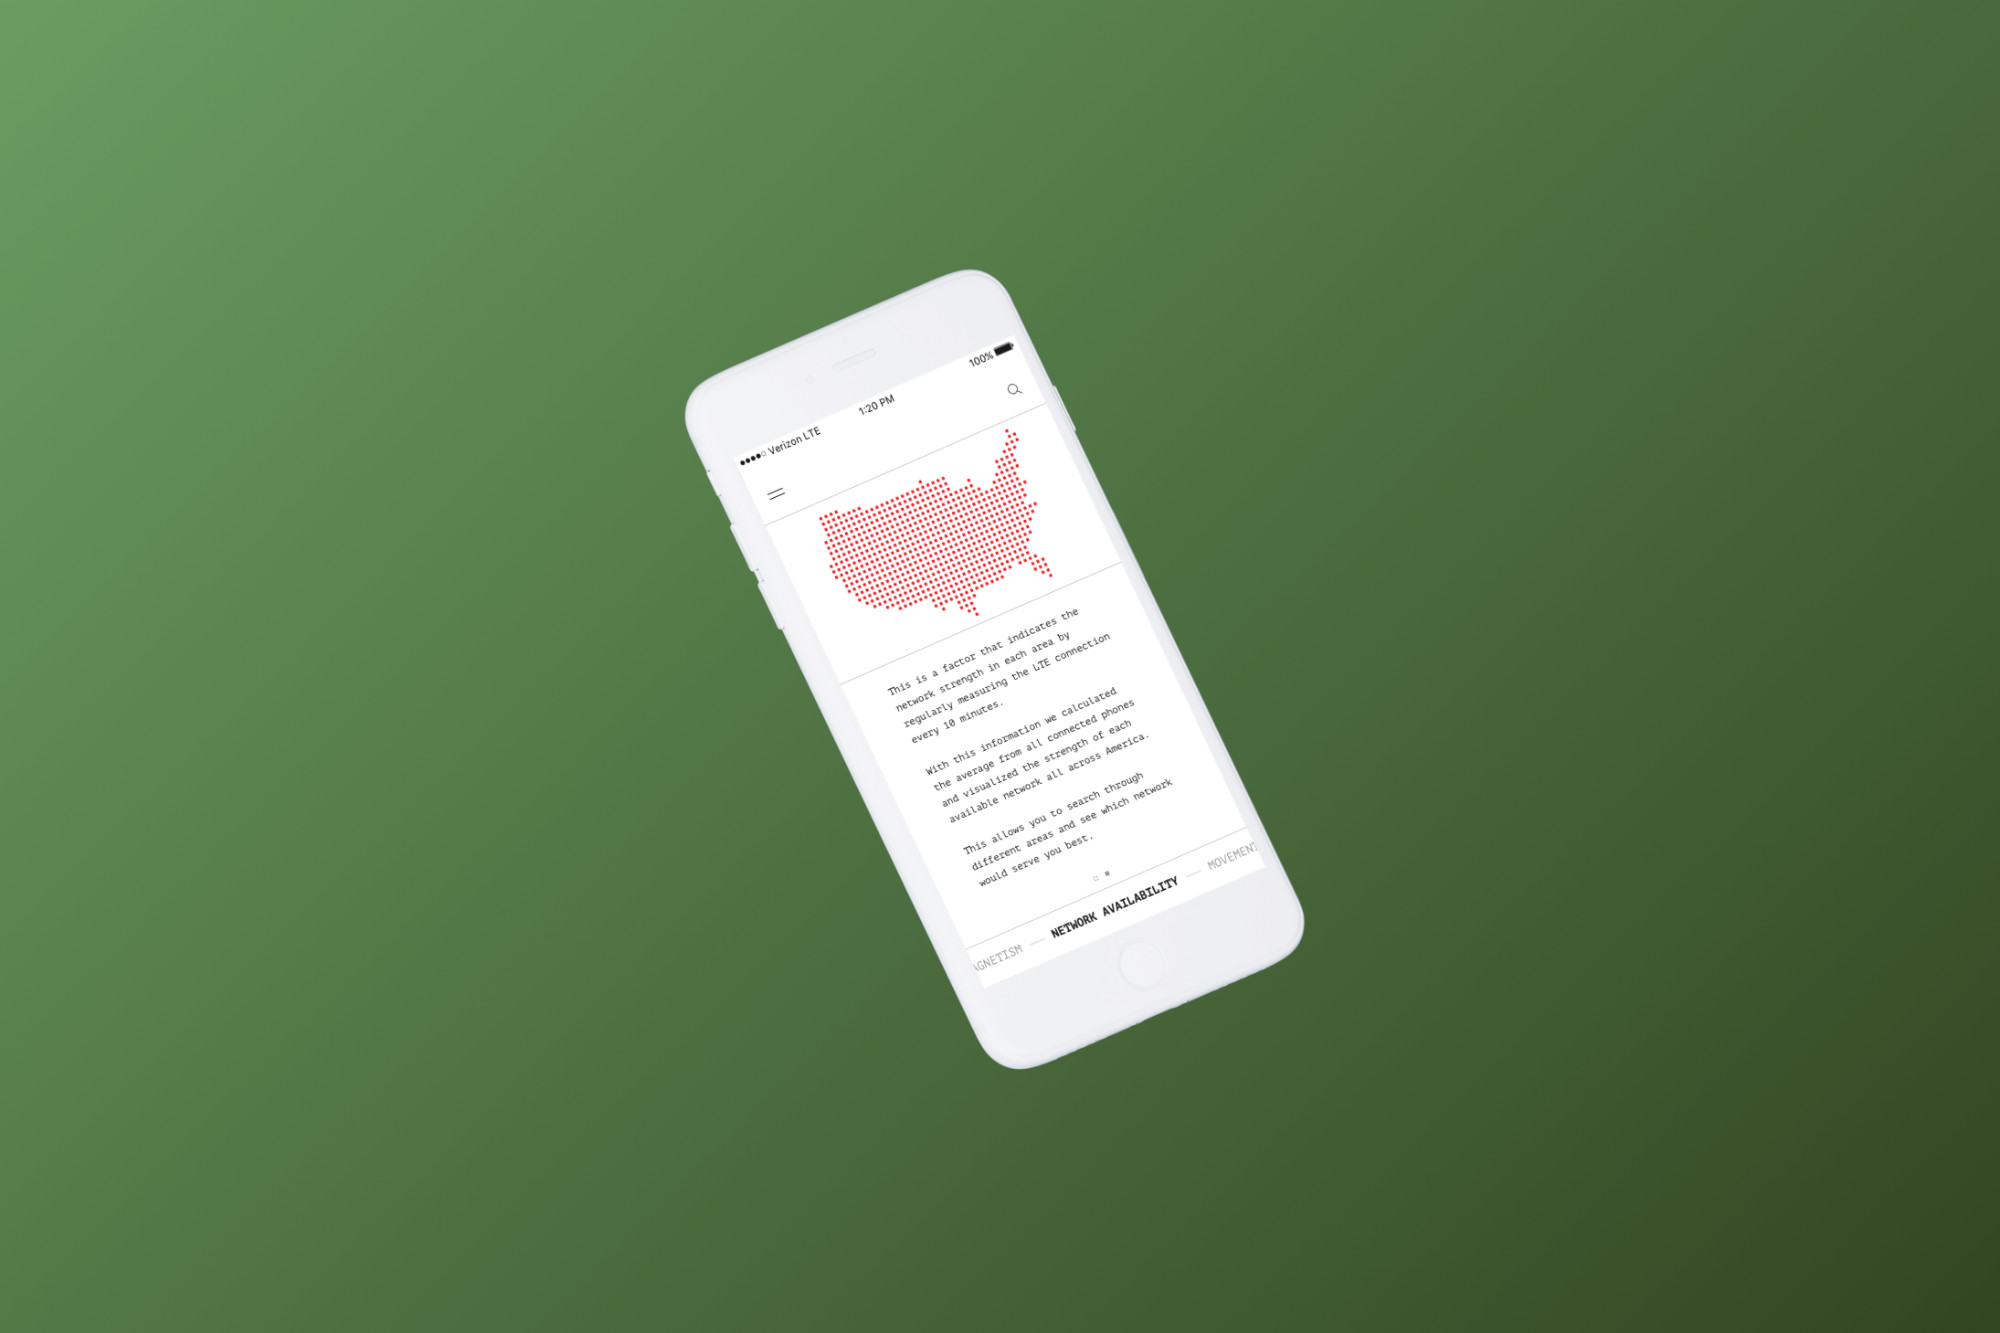 Verizon LTE 1:20 PM 100%
This is a factor that indicates the
network strength in each area by
regularly measuring the LTE connection
every 10 minutes.
With this information we calculated
the average from all connected phones
and visualized the strength of each
available network all across America.
This allows you to search through
different areas and see which network
would serve you best.
AGNETISM — NETWORK AVAILABILITY — MOVEMENT